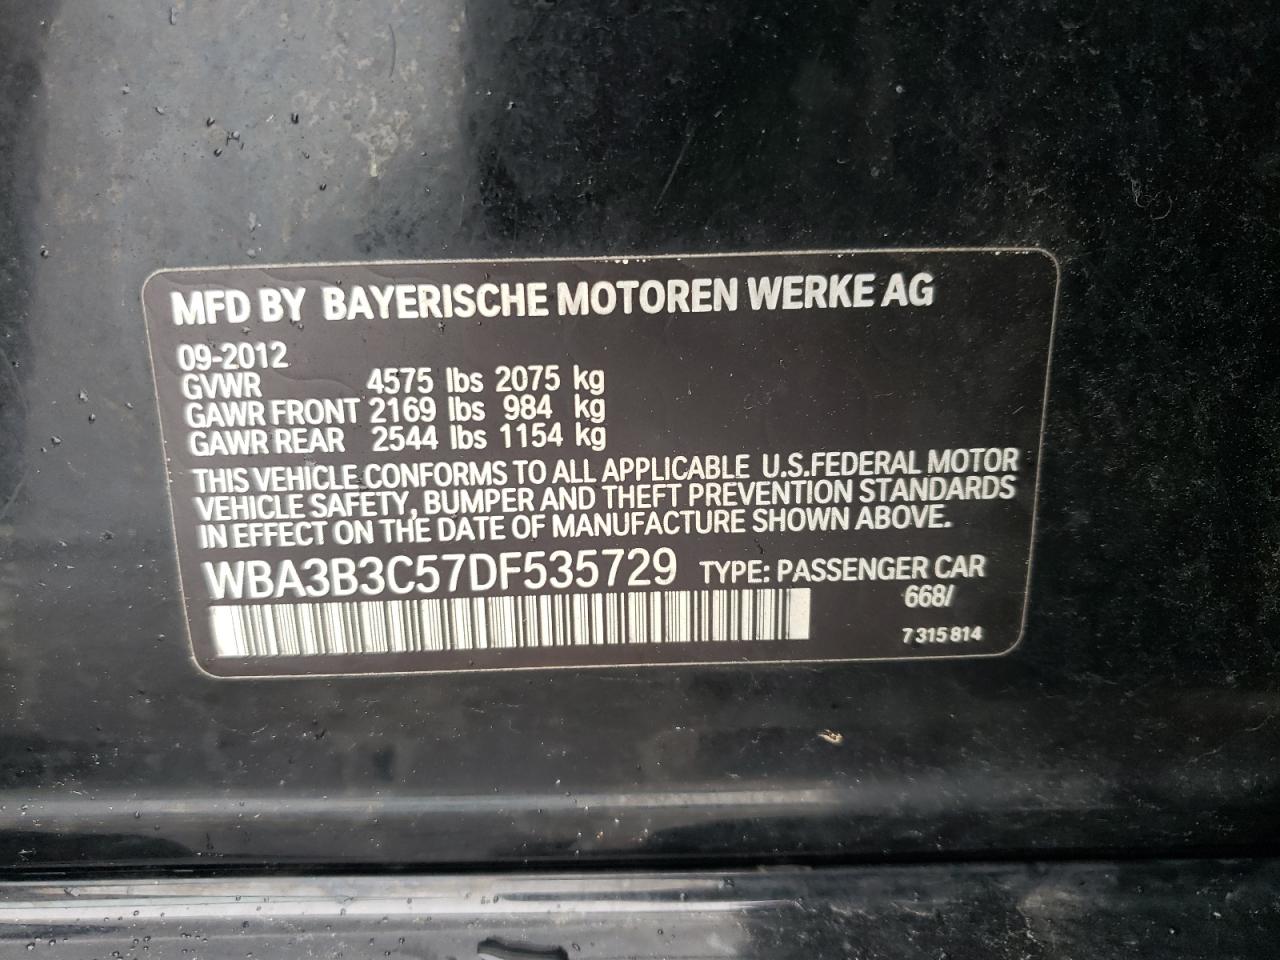 MFD BY BAYERISCHE MOTOREN WERKE AG
09-2012
GVWR 4575 lbs 2075 kg
GAWR FRONT 2169 lbs 984 kg
GAWR REAR 2544 lbs 1154 kg
THIS VEHICLE CONFORMS TO ALL APPLICABLE U.S.FEDERAL MOTOR
VEHICLE SAFETY, BUMPER AND THEFT PREVENTION STANDARDS
IN EFFECT ON THE DATE OF MANUFACTURE SHOWN ABOVE.
WBA3B3C57DF535729 TYPE: PASSENGER CAR
668/
7 315 814